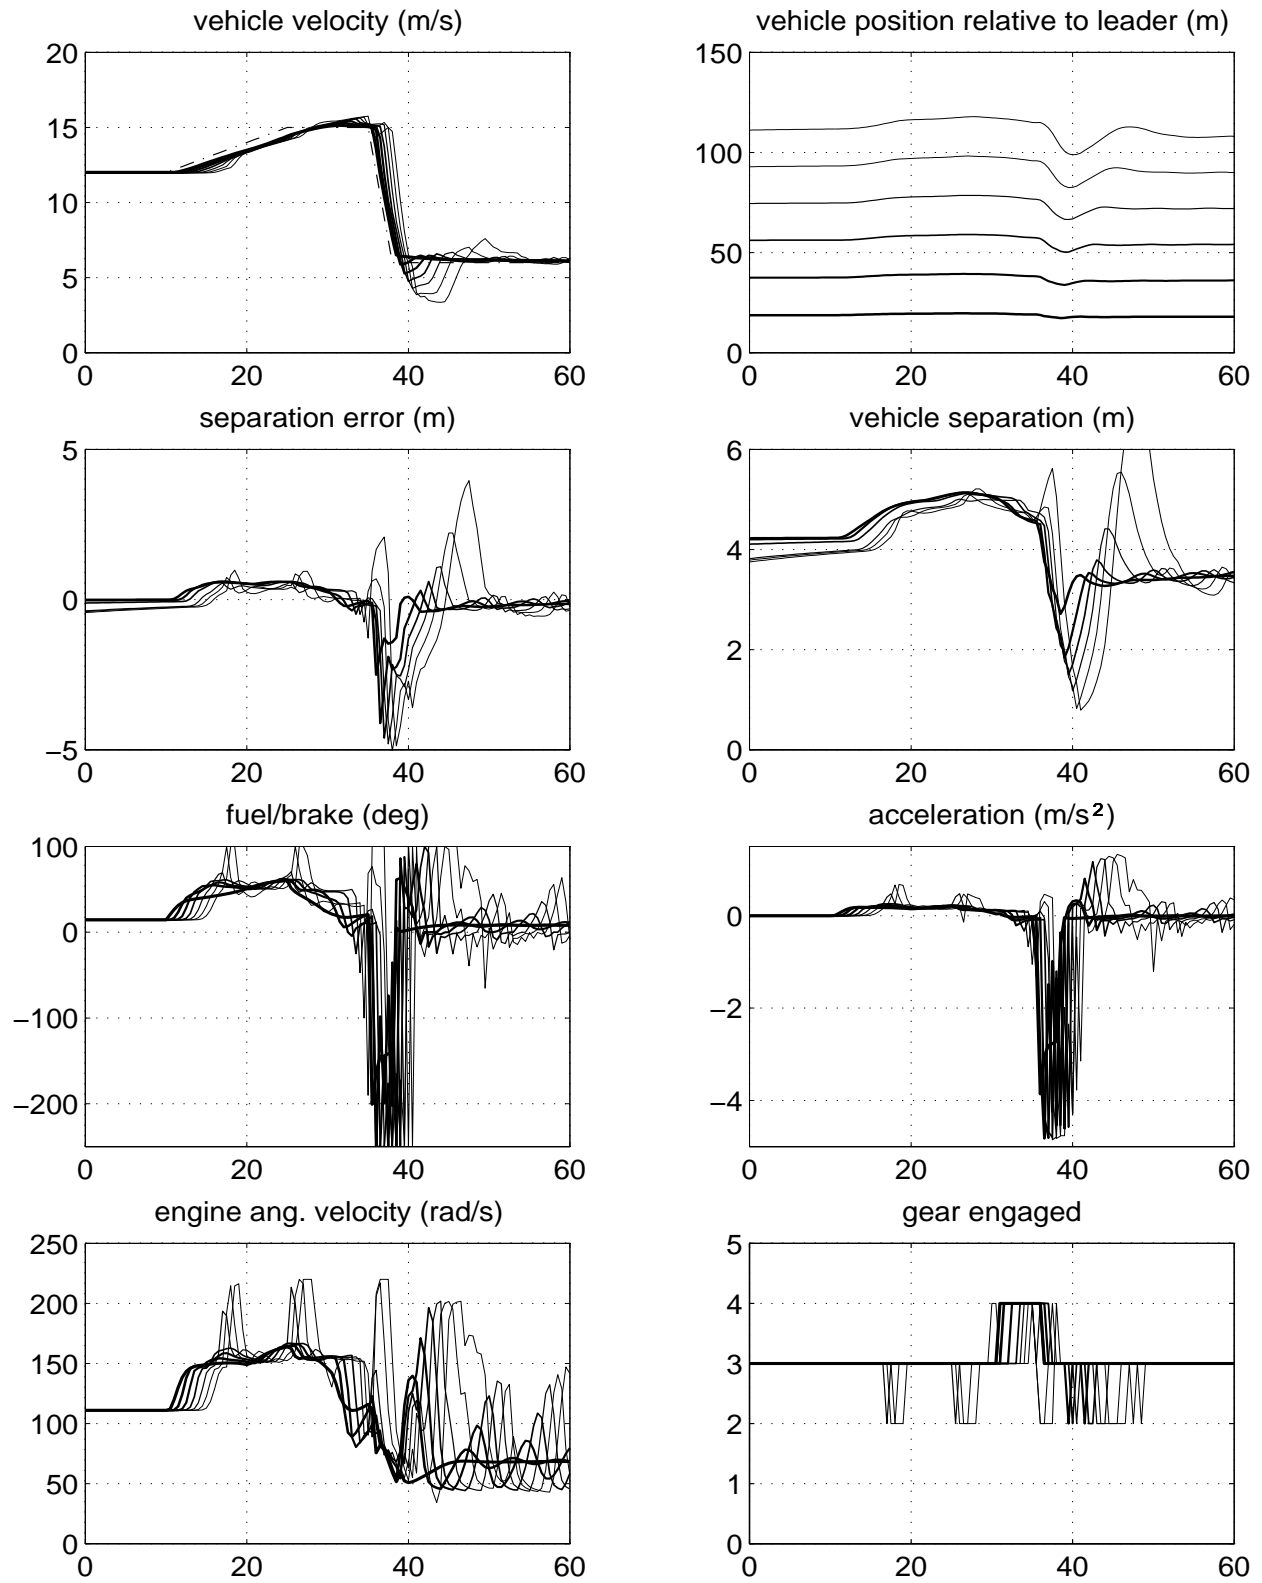 vehicle velocity (m/s)
20
15
10
5
0
0 20 40 60
vehicle position relative to leader (m)
150
100
50
0
0 20 40 60
separation error (m)
5
0
−5
0 20 40 60
vehicle separation (m)
6
4
2
0
0 20 40 60
fuel/brake (deg)
100
0
−100
−200
0 20 40 60
acceleration (m/s²)
0
−2
−4
0 20 40 60
engine ang. velocity (rad/s)
250
200
150
100
50
0
0 20 40 60
gear engaged
5
4
3
2
1
0
0 20 40 60